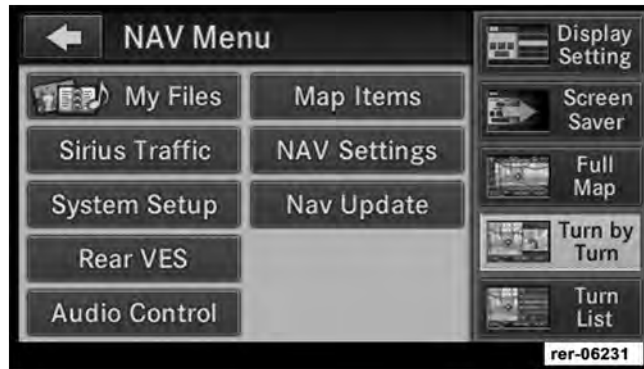 NAV Menu
My Files
Map Items
Sirius Traffic
NAV Settings
System Setup
Nav Update
Rear VES
Audio Control
Display
Setting
Screen
Saver
Full
Map
Turn by
Turn
Turn
List
rer-06231